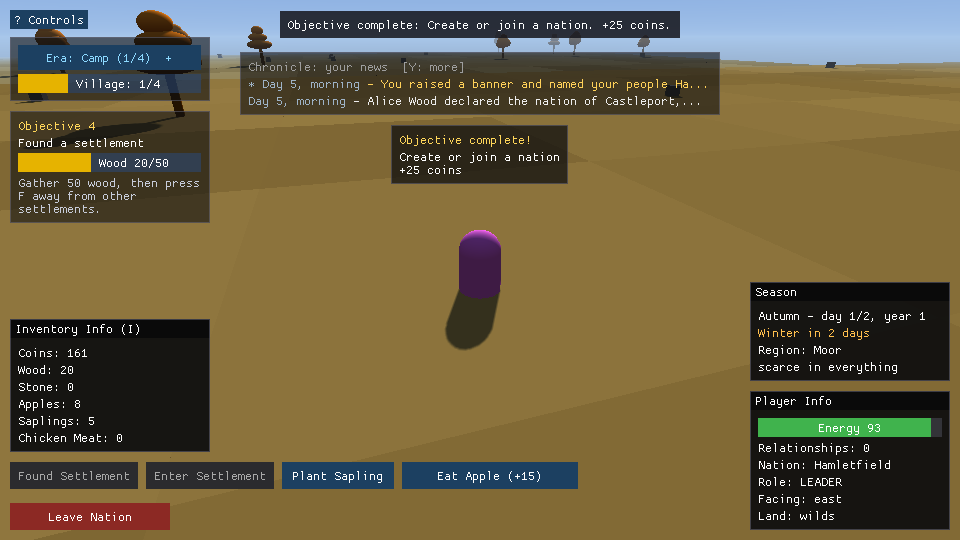 ? Controls
Objective complete: Create or join a nation. +25 coins.
Era: Camp (1/4)  +
Village: 1/4
Chronicle: your news  [Y: more]
* Day 5, morning – You raised a banner and named your people Ha...
Day 5, morning – Alice Wood declared the nation of Castleport,...
Objective 4
Found a settlement
Wood 20/50
Gather 50 wood, then press
F away from other
settlements.
Objective complete!
Create or join a nation
+25 coins
Season
Autumn – day 1/2, year 1
Winter in 2 days
Region: Moor
scarce in everything
Inventory Info (I)
Coins: 161
Wood: 20
Stone: 0
Apples: 8
Saplings: 5
Chicken Meat: 0
Player Info
Energy 93
Relationships: 0
Nation: Hamletfield
Role: LEADER
Facing: east
Land: wilds
Found Settlement
Enter Settlement
Plant Sapling
Eat Apple (+15)
Leave Nation